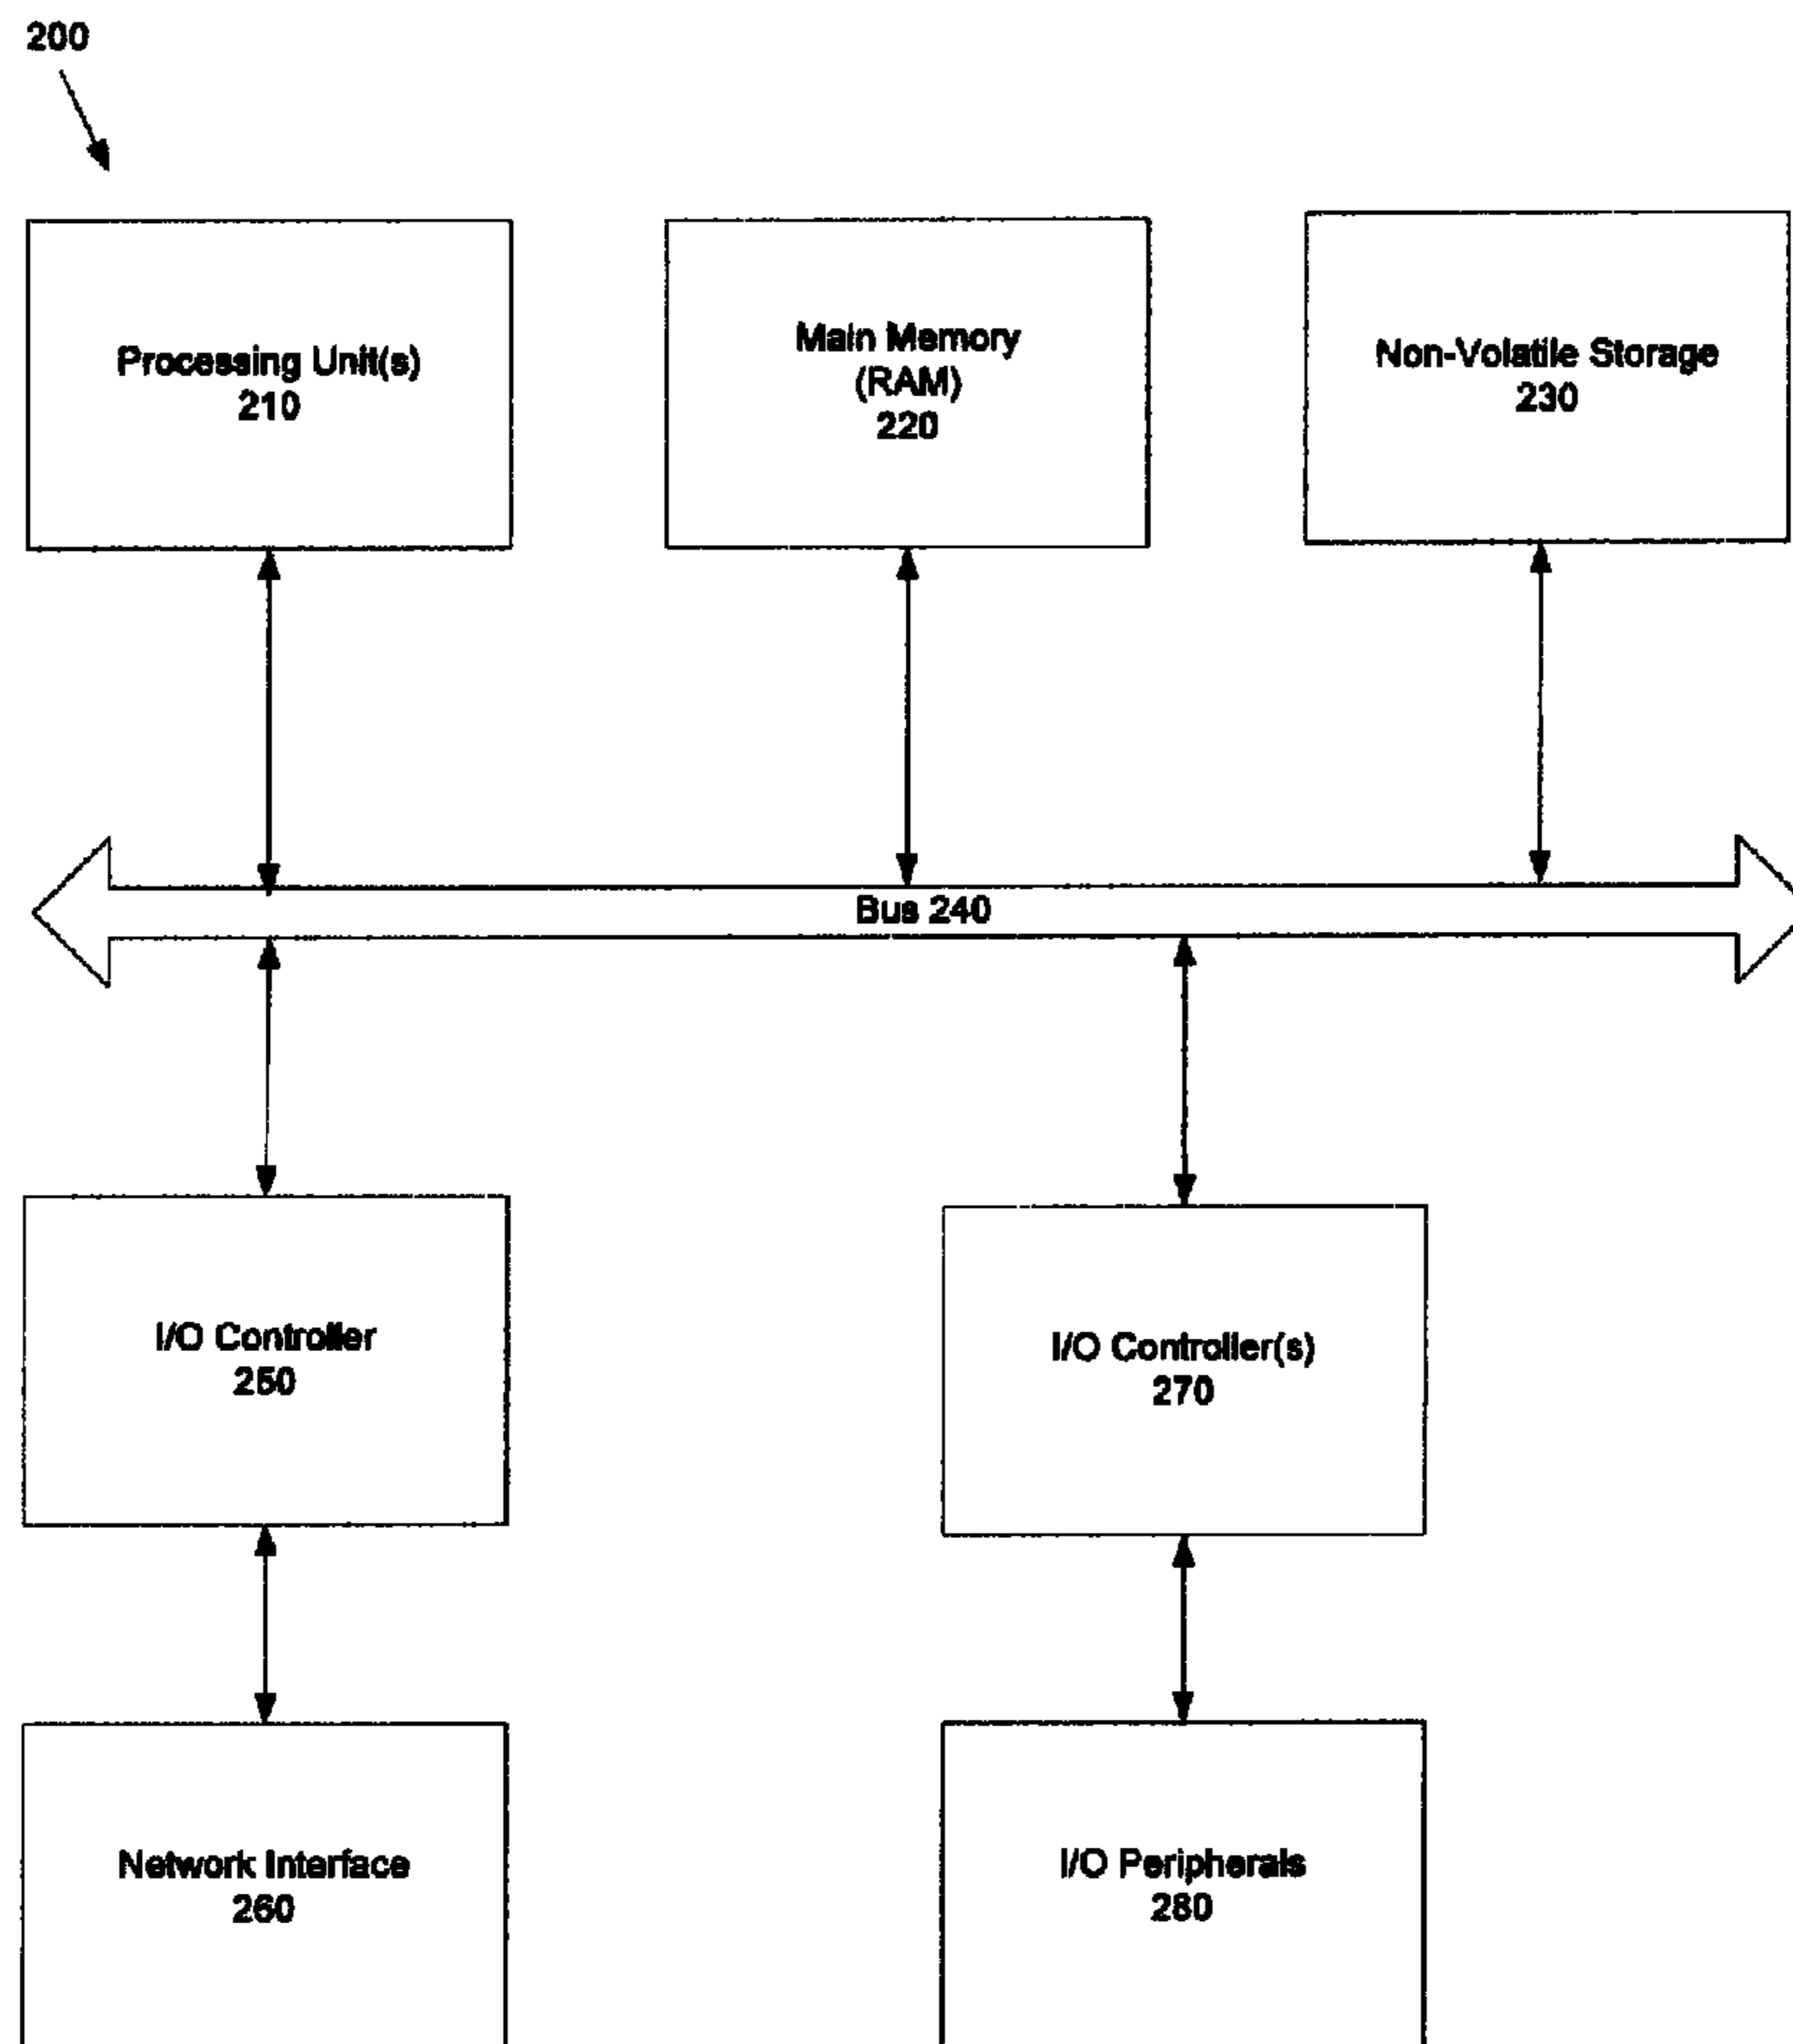 200
Processing Unit(s)
210
Main Memory
(RAM)
220
Non-Volatile Storage
230
Bus 240
I/O Controller
250
I/O Controller(s)
270
Network Interface
260
I/O Peripherals
280